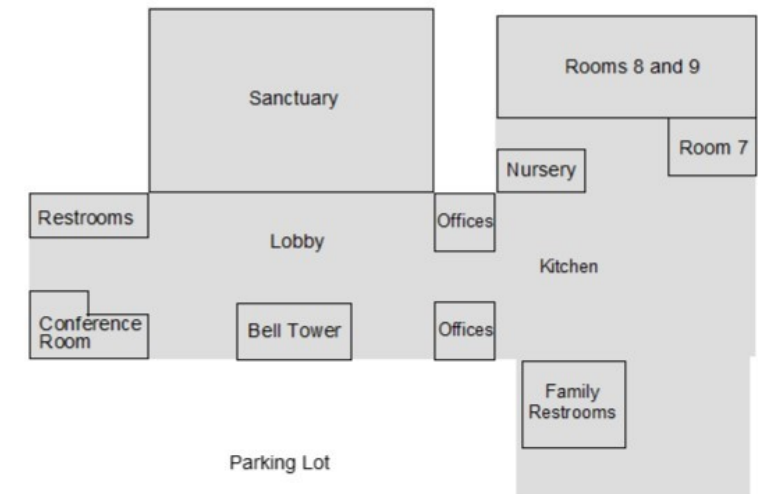 Sanctuary
Rooms 8 and 9
Room 7
Nursery
Restrooms
Offices
Lobby
Kitchen
Conference
Room
Bell Tower
Offices
Family
Restrooms
Parking Lot